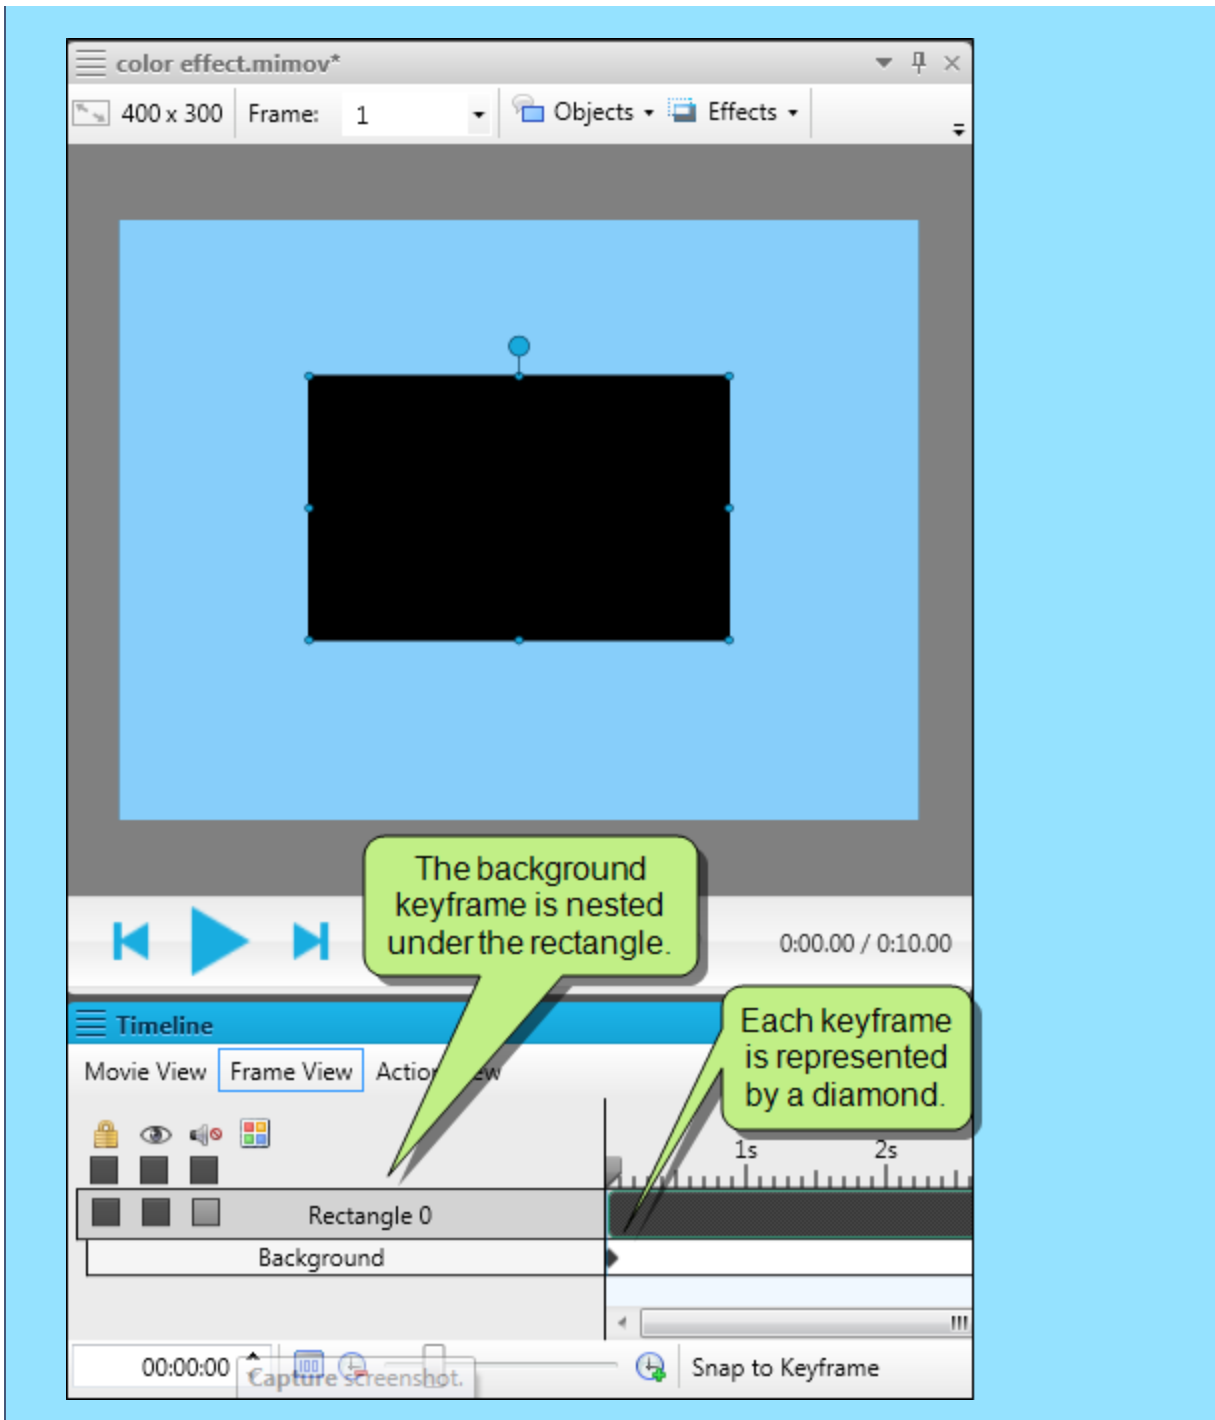 color effect.mimov*
400 x 300 Frame: 1 Objects Effects
The background
keyframe is nested
under the rectangle.
0:00.00 / 0:10.00
Each keyframe
is represented
by a diamond.
Timeline
Movie View Frame View Action View
1s 2s
Rectangle 0
Background
00:00:00 Snap to Keyframe
Capture screenshot.